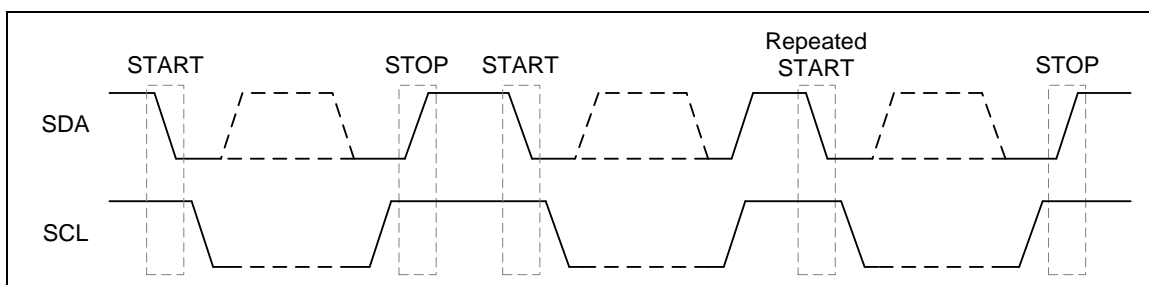 Repeated
START
STOP
START
START
STOP
SDA
SCL